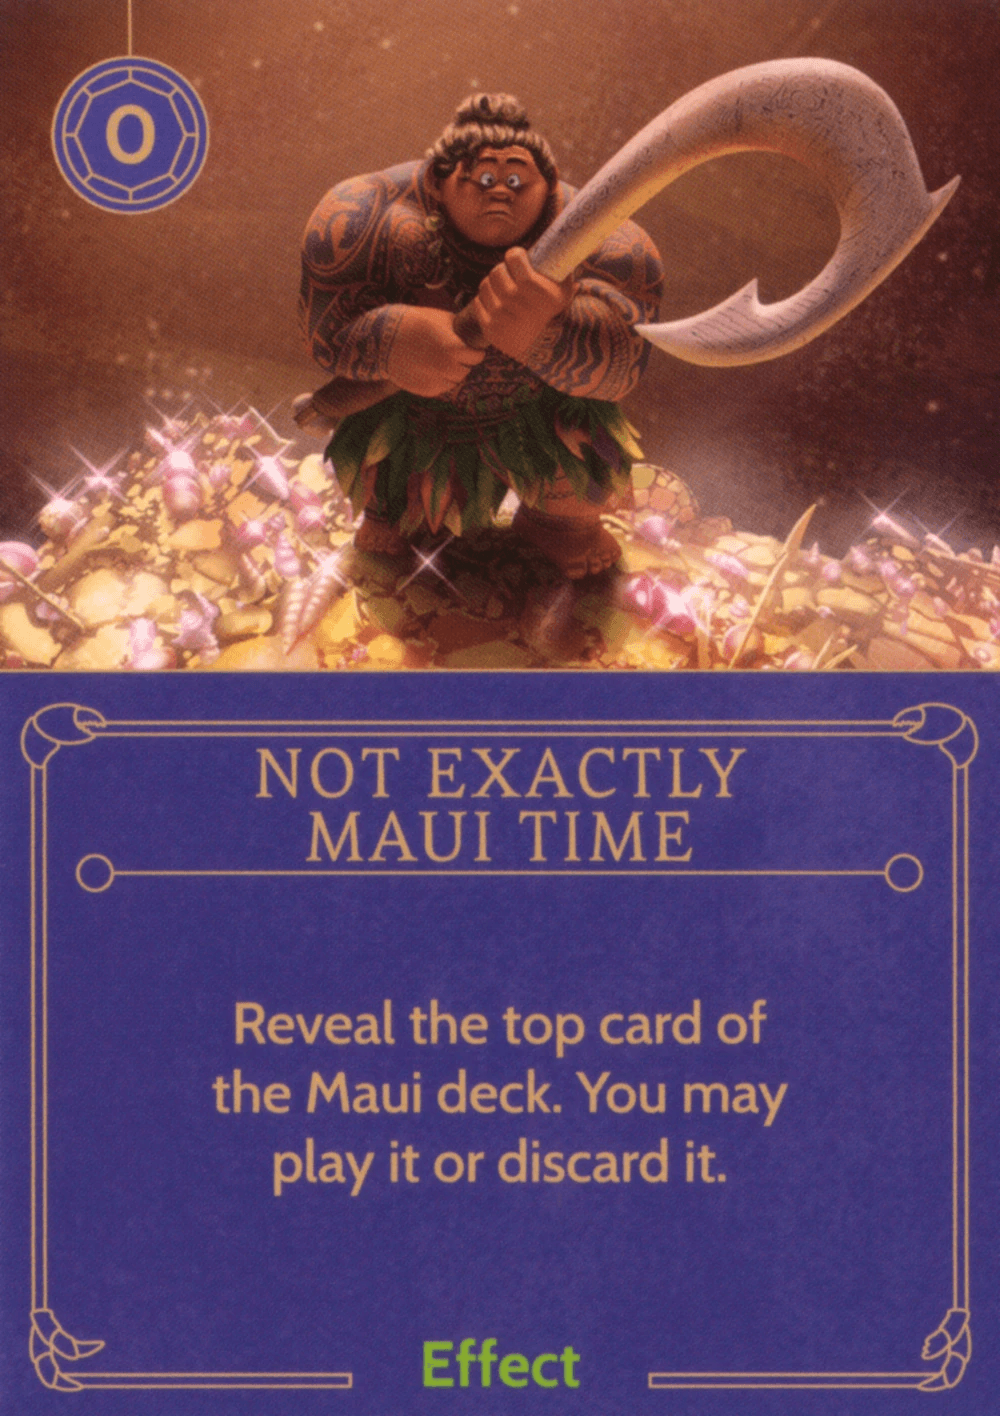 0
NOT EXACTLY
MAUI TIME
Reveal the top card of
the Maui deck. You may
play it or discard it.
Effect